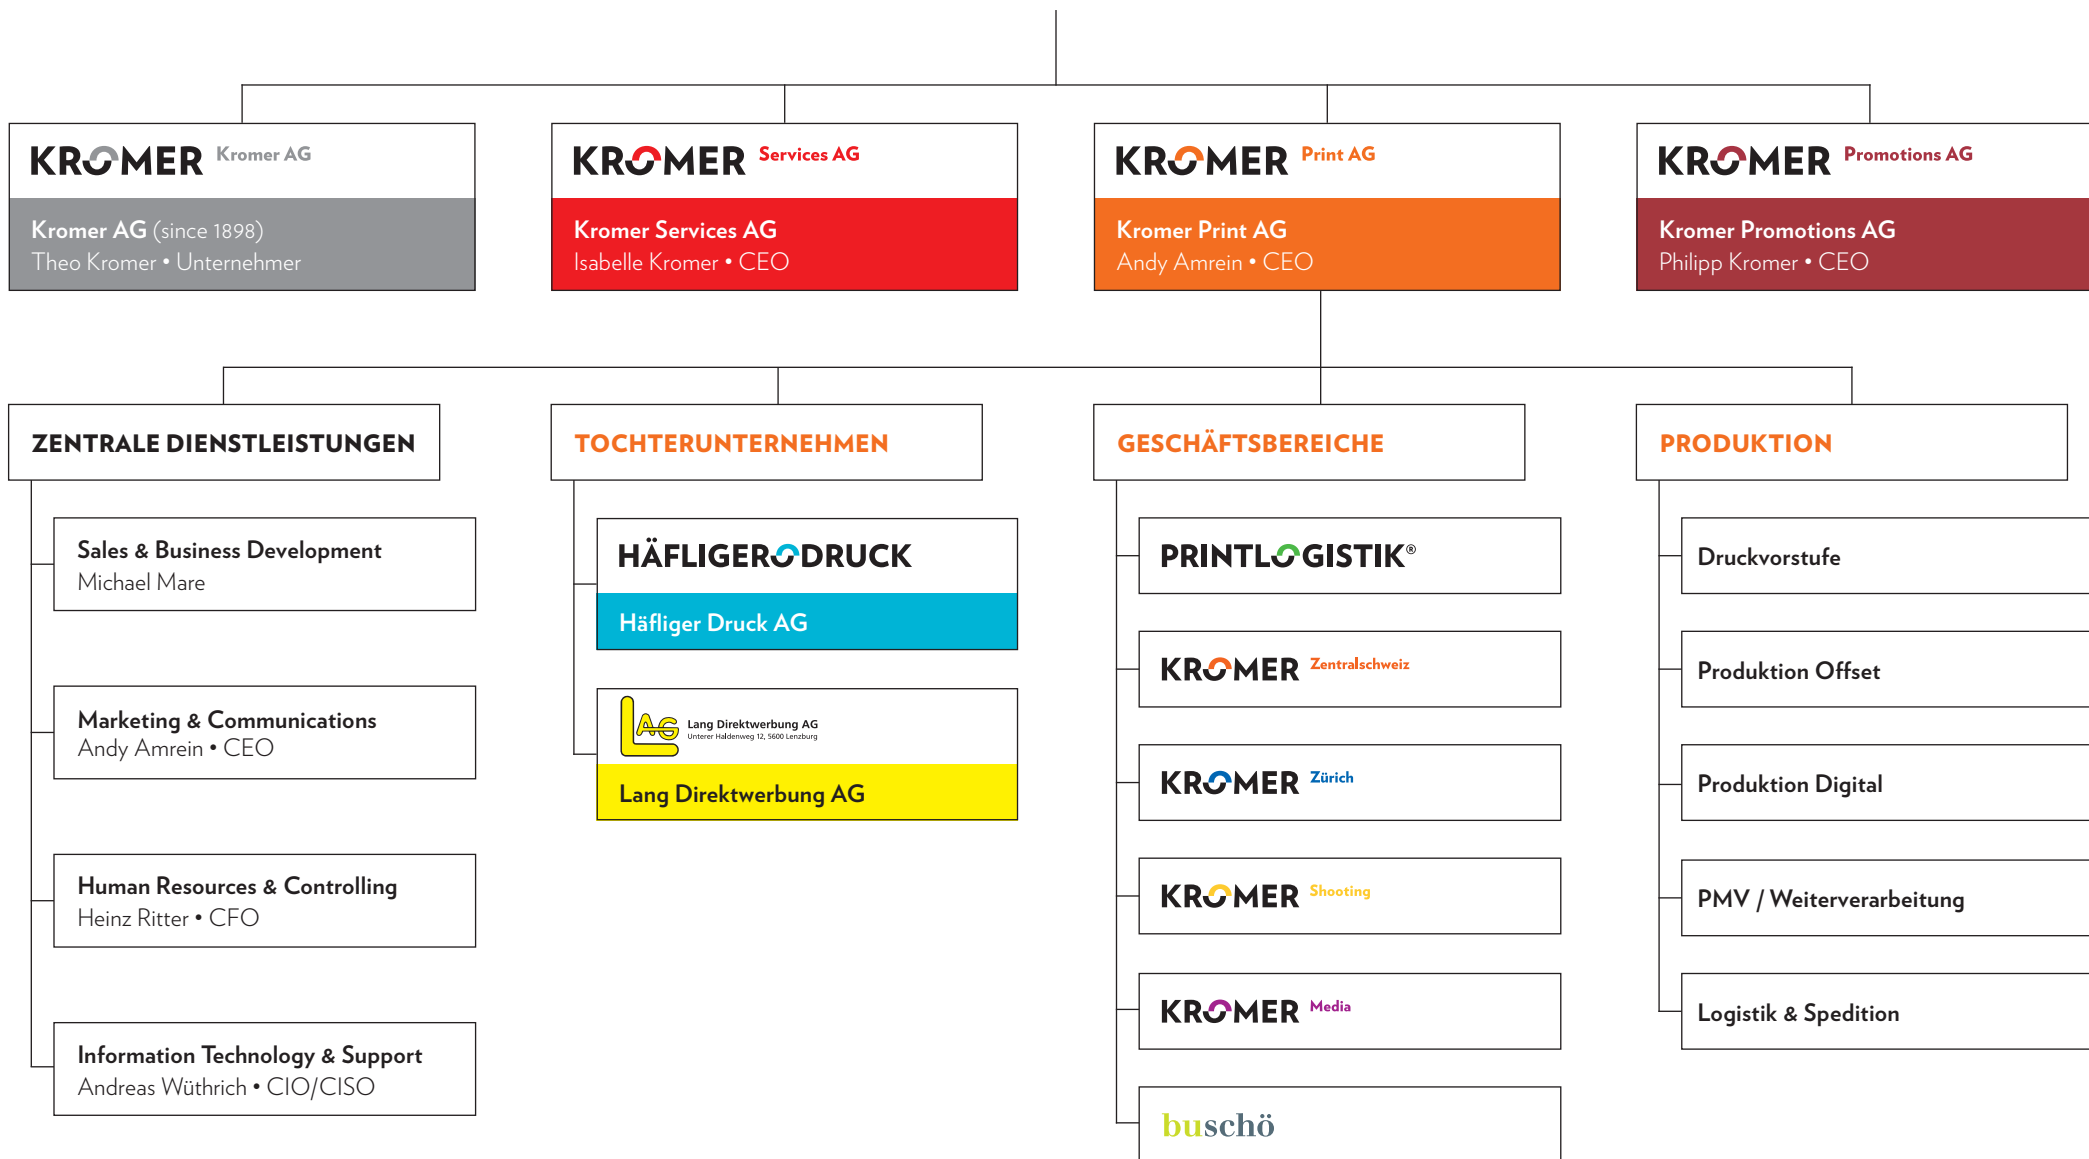 KROMER Kromer AG
Kromer AG (since 1898)
Theo Kromer • Unternehmer
KROMER Services AG
Kromer Services AG
Isabelle Kromer • CEO
KROMER Print AG
Kromer Print AG
Andy Amrein • CEO
KROMER Promotions AG
Kromer Promotions AG
Philipp Kromer • CEO
ZENTRALE DIENSTLEISTUNGEN
Sales & Business Development
Michael Mare
Marketing & Communications
Andy Amrein • CEO
Human Resources & Controlling
Heinz Ritter • CFO
Information Technology & Support
Andreas Wüthrich • CIO/CISO
TOCHTERUNTERNEHMEN
HÄFLIGER DRUCK
Häfliger Druck AG
LAG
Lang Direktwerbung AG
Unterer Haldenweg 12, 5600 Lenzburg
Lang Direktwerbung AG
GESCHÄFTSBEREICHE
PRINTLOGISTIK®
KROMER Zentralschweiz
KROMER Zürich
KROMER Shooting
KROMER Media
buschö
PRODUKTION
Druckvorstufe
Produktion Offset
Produktion Digital
PMV / Weiterverarbeitung
Logistik & Spedition